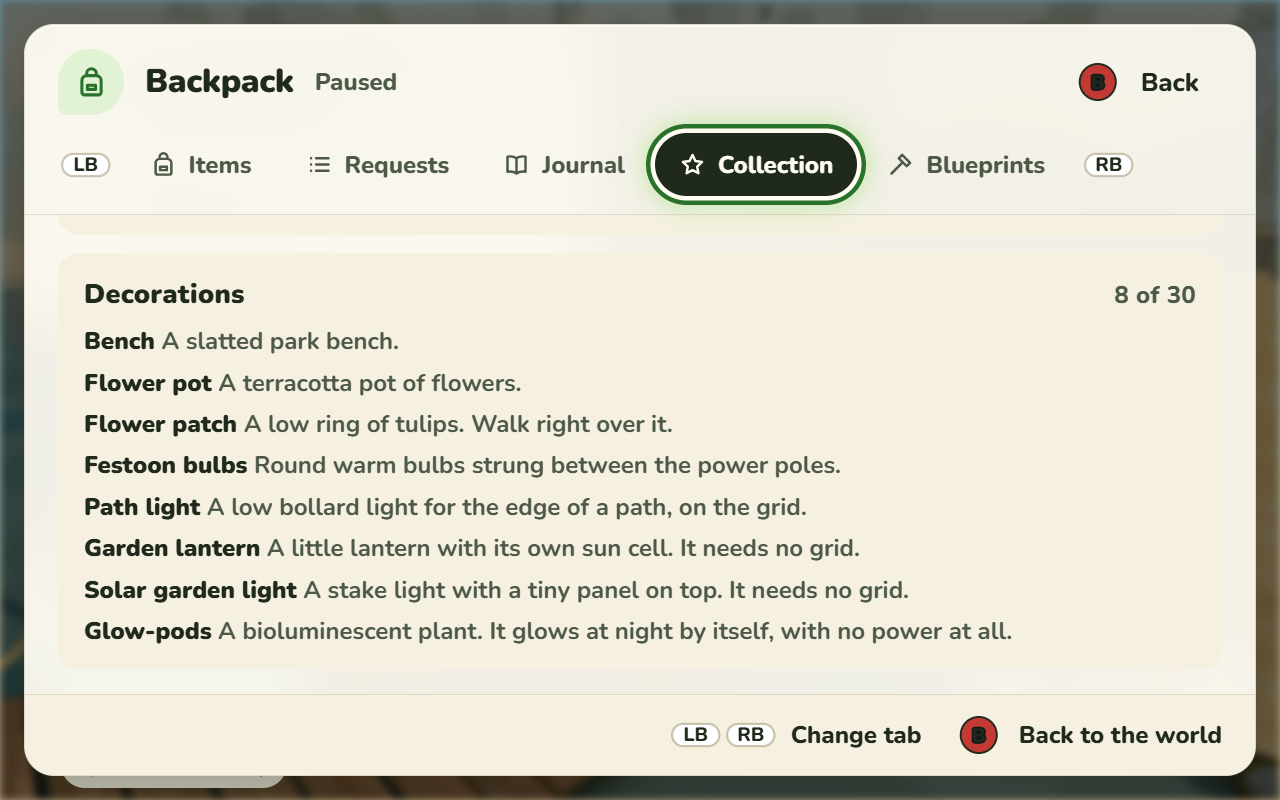 Backpack Paused
B Back
LB Items Requests Journal Collection Blueprints RB
Decorations 8 of 30
Bench A slatted park bench.
Flower pot A terracotta pot of flowers.
Flower patch A low ring of tulips. Walk right over it.
Festoon bulbs Round warm bulbs strung between the power poles.
Path light A low bollard light for the edge of a path, on the grid.
Garden lantern A little lantern with its own sun cell. It needs no grid.
Solar garden light A stake light with a tiny panel on top. It needs no grid.
Glow-pods A bioluminescent plant. It glows at night by itself, with no power at all.
LB RB Change tab B Back to the world